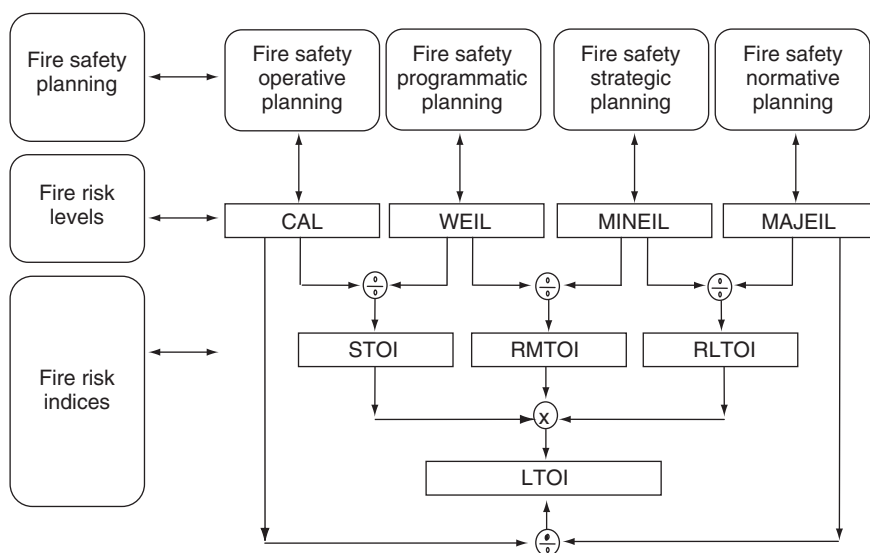 Fire safety
planning
Fire safety
operative
planning
Fire safety
programmatic
planning
Fire safety
strategic
planning
Fire safety
normative
planning
Fire risk
levels
CAL
WEIL
MINEIL
MAJEIL
Fire risk
indices
STOI
RMTOI
RLTOI
x
LTOI